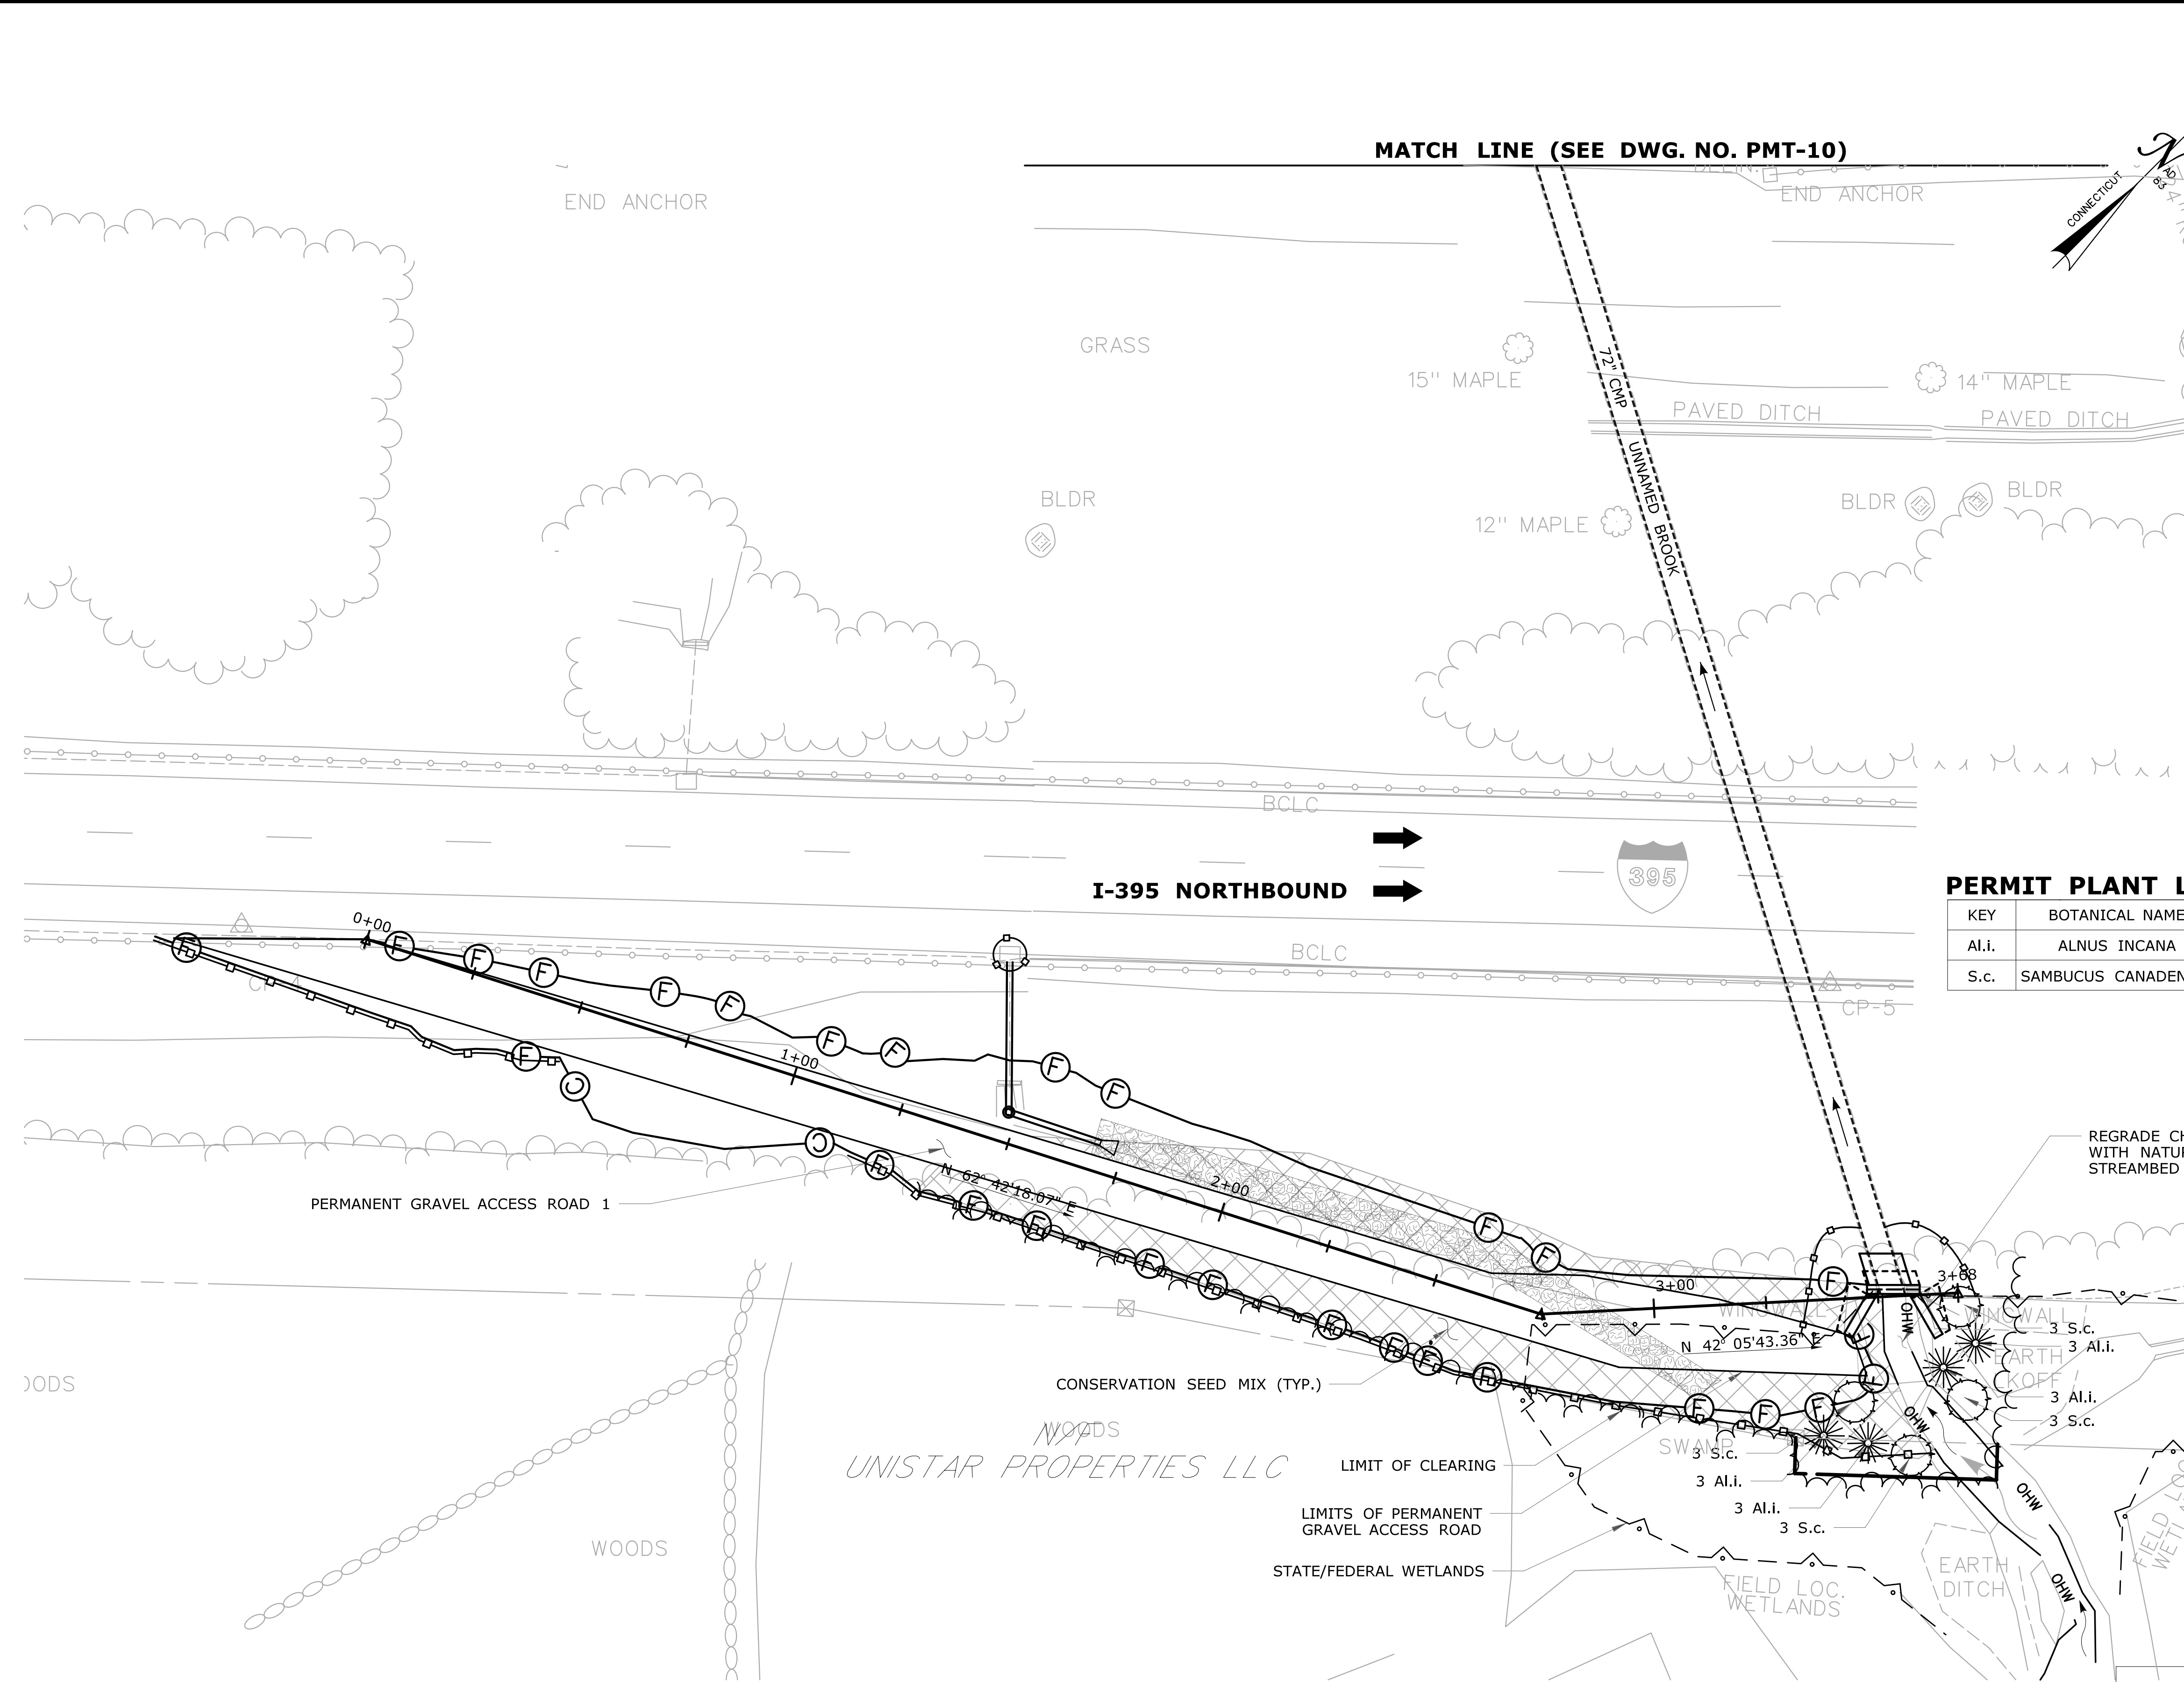 MATCH LINE (SEE DWG. NO. PMT-10)
END ANCHOR
END ANCHOR
CONNECTICUT
N
AD
83
GRASS
15" MAPLE
14" MAPLE
72" CMP UNNAMED BROOK
PAVED DITCH
PAVED DITCH
BLDR
BLDR
BLDR
12" MAPLE
BCLC
I-395 NORTHBOUND
395
PERMIT PLANT L
KEY BOTANICAL NAME
Al.i. ALNUS INCANA
S.c. SAMBUCUS CANADEN
0+00
F
F
F
F
F
F
F
F
F
F
BCLC
CP-5
1+00
F
C
C
F
REGRADE CH
WITH NATUR
STREAMBED
PERMANENT GRAVEL ACCESS ROAD 1
N 62° 42'18.07" E
2+00
F
F
F
F
F
F
F
F
F
F
F
3+00
3+68
F
WINGWALL
WINGWALL
OHW
3 S.c.
3 Al.i.
N 42° 05'43.36" E
EARTH
OODS
CONSERVATION SEED MIX (TYP.)
F
F
F
F
F
3 Al.i.
3 S.c.
OHW
WOODS
N/F
UNISTAR PROPERTIES LLC
SWAMP
3 S.c.
LIMIT OF CLEARING
3 Al.i.
3 Al.i.
3 S.c.
OHW
LIMITS OF PERMANENT
GRAVEL ACCESS ROAD
WOODS
STATE/FEDERAL WETLANDS
FIELD LOC.
WETLANDS
EARTH
DITCH
OHW